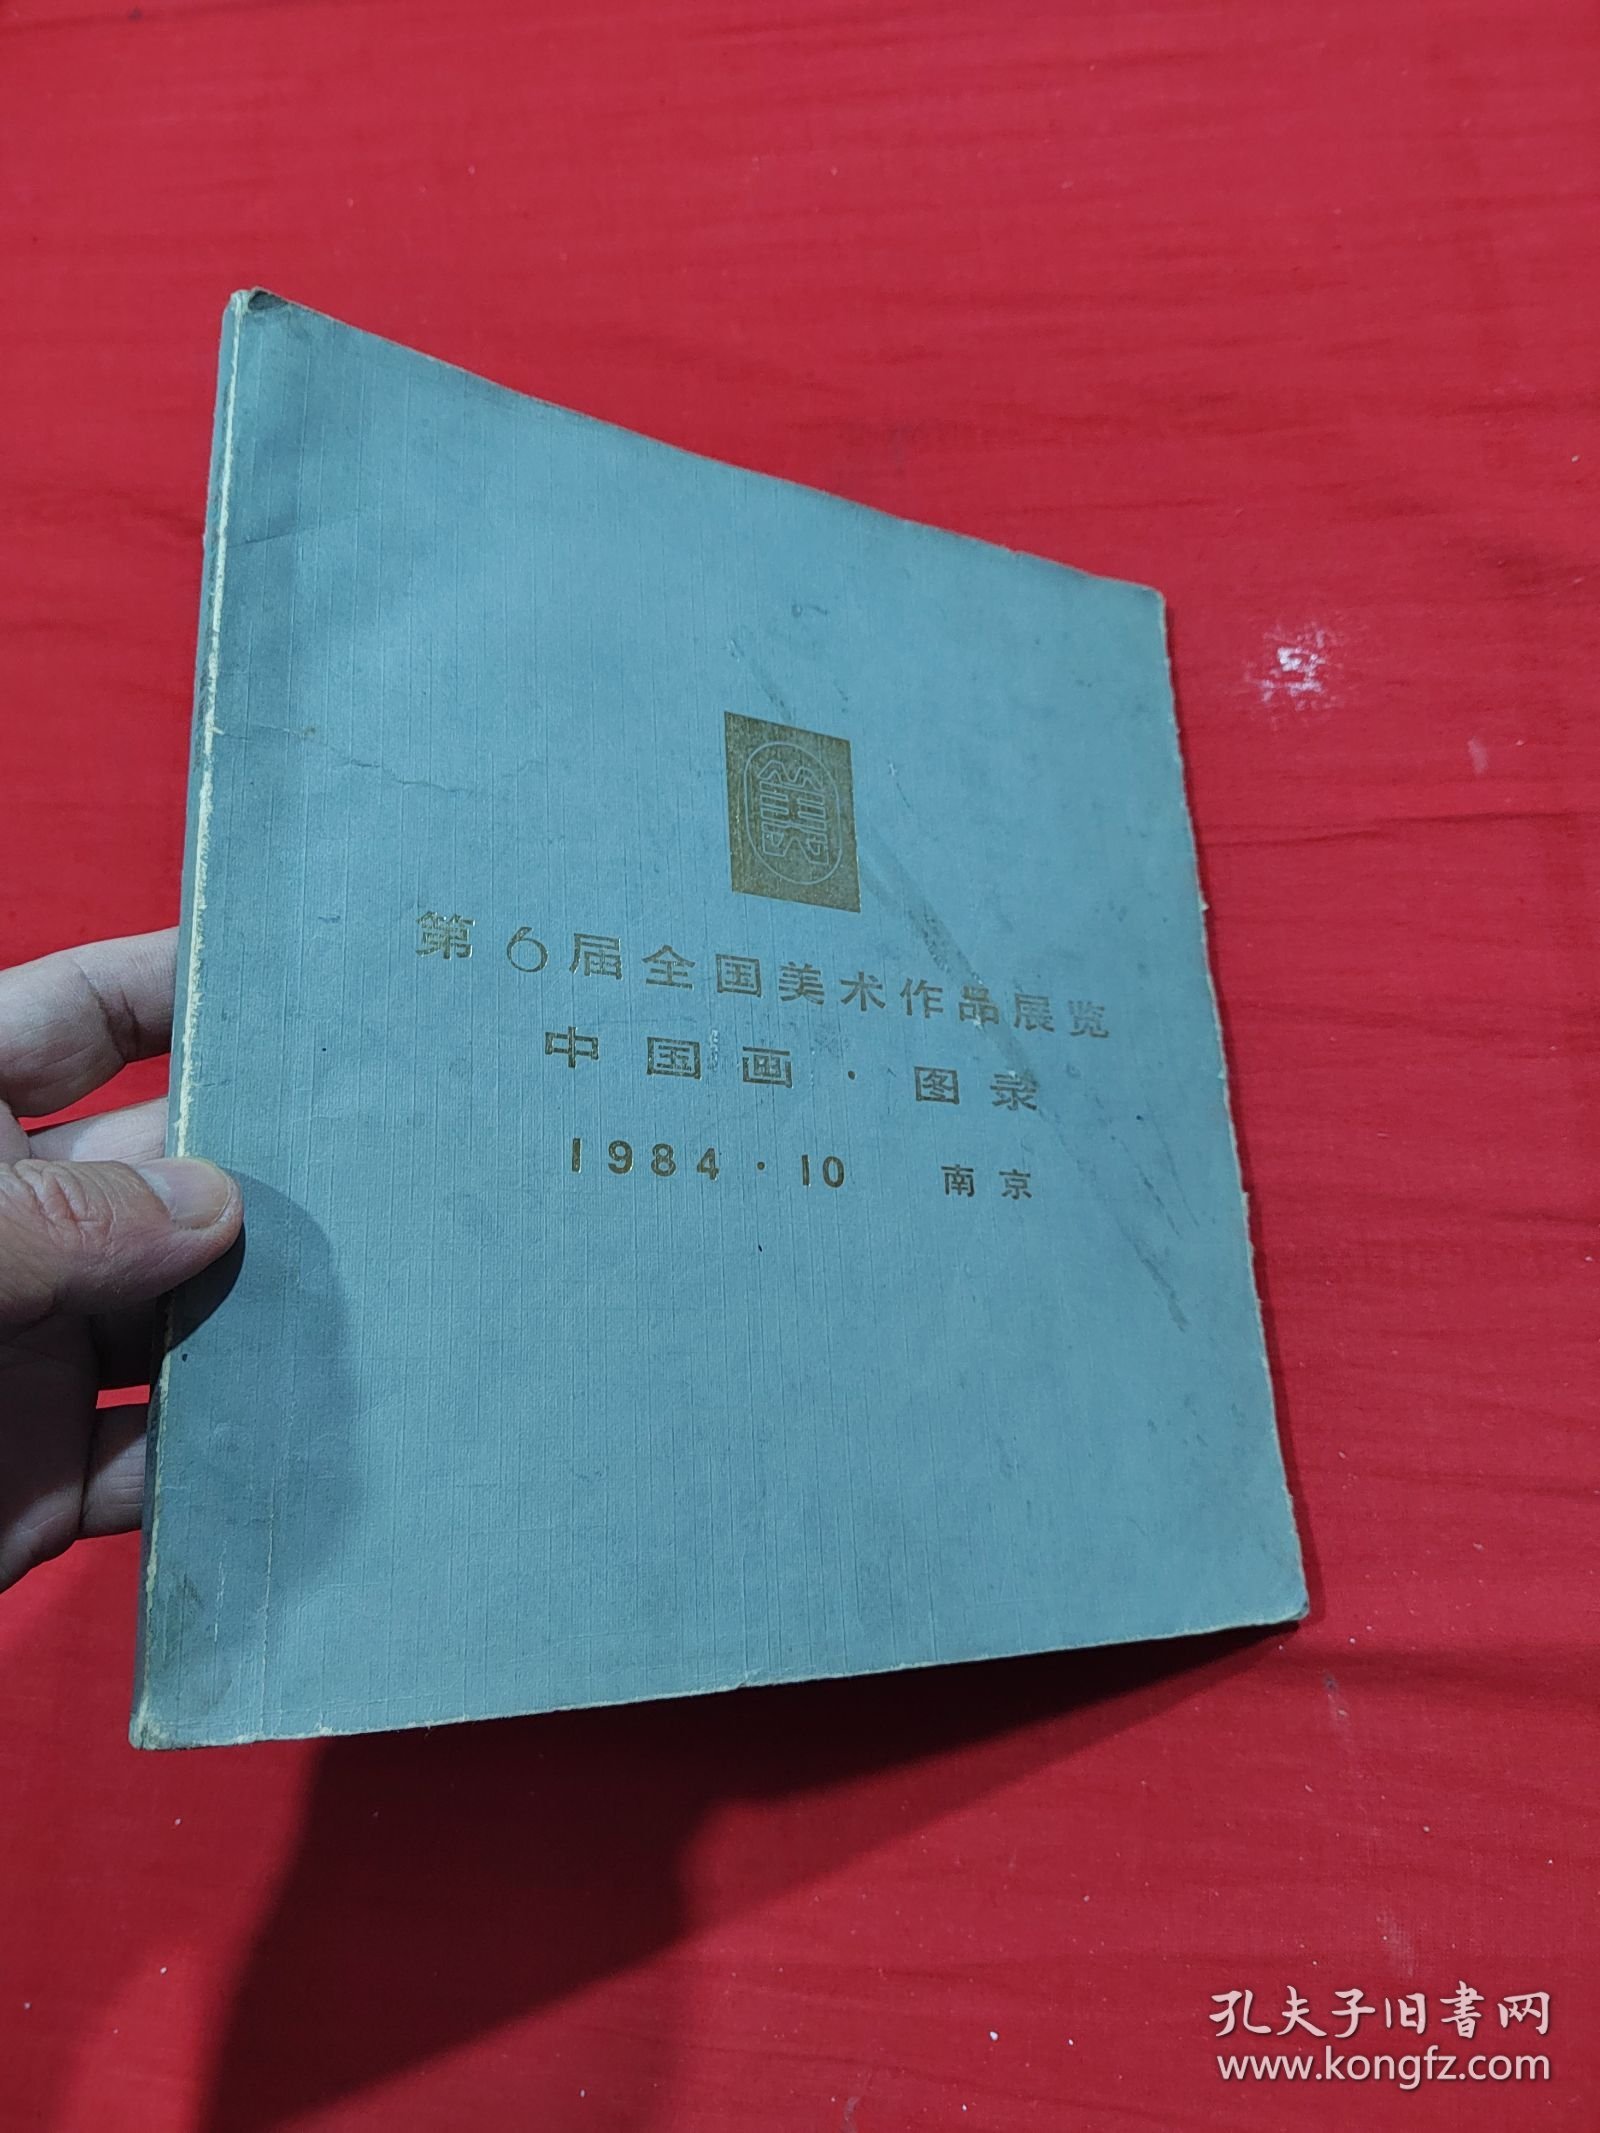 第6届全国美术作品展览
中国画·图录
1984·10 南京
孔夫子旧書网
www.kongfz.com